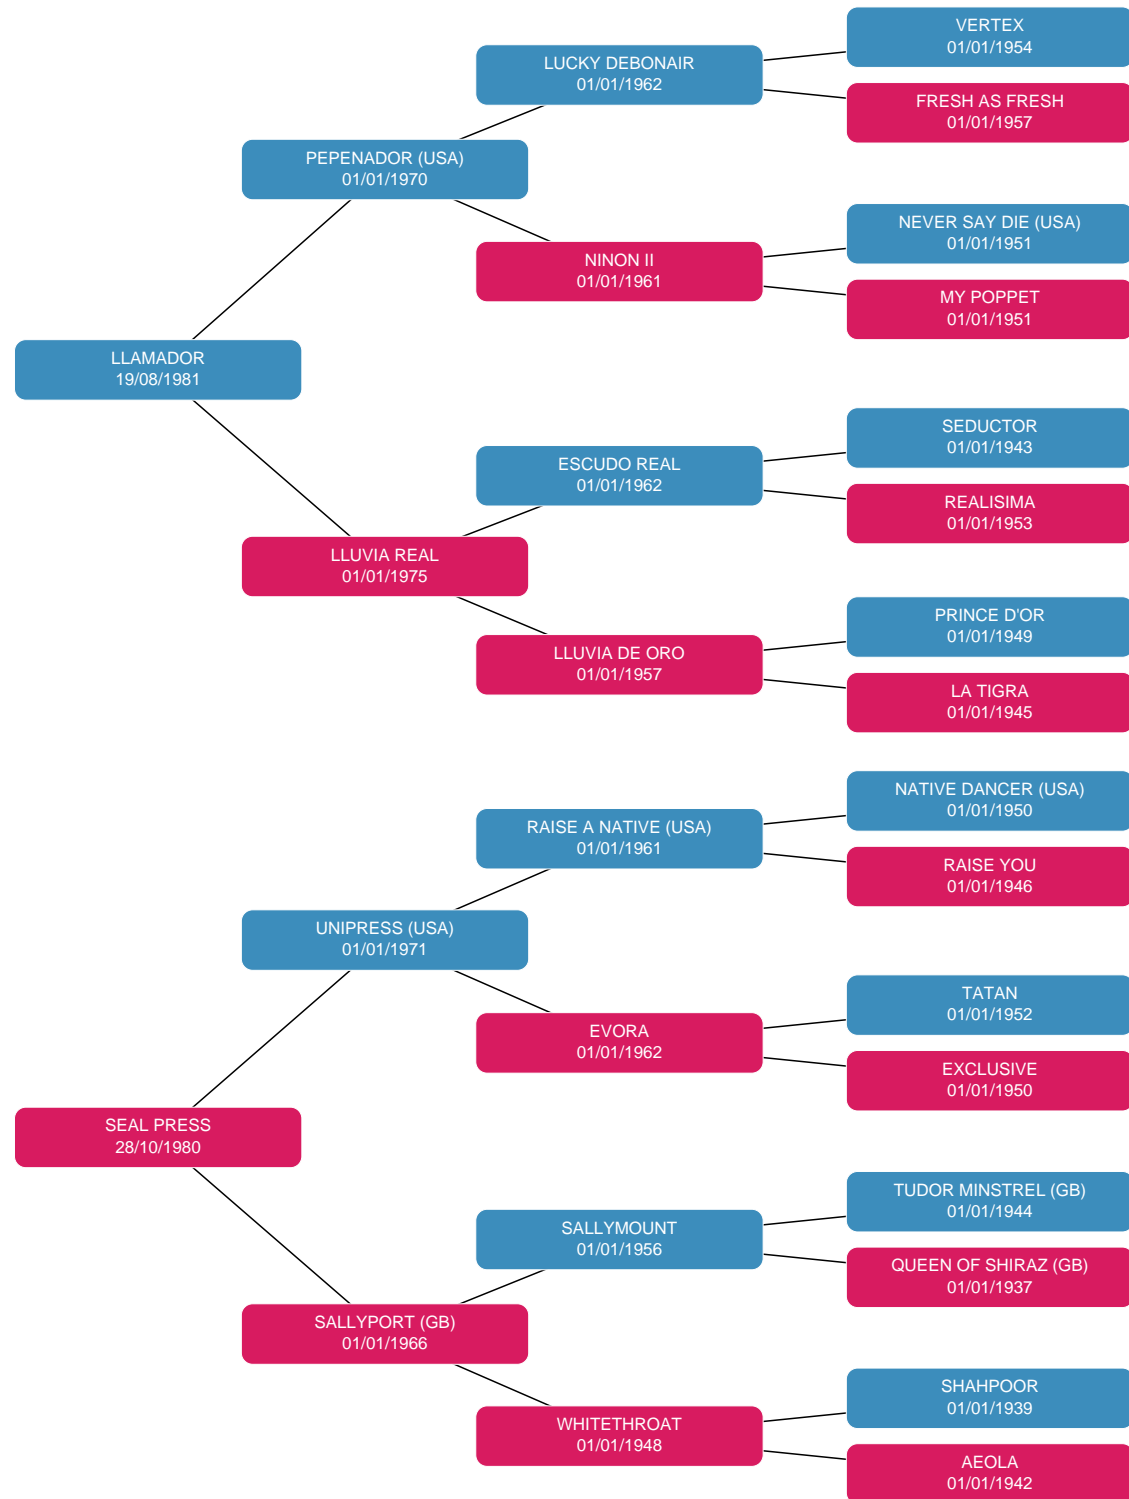 VERTEX
01/01/1954
LUCKY DEBONAIR
01/01/1962
FRESH AS FRESH
01/01/1957
PEPENADOR (USA)
01/01/1970
NEVER SAY DIE (USA)
01/01/1951
NINON II
01/01/1961
MY POPPET
01/01/1951
LLAMADOR
19/08/1981
SEDUCTOR
01/01/1943
ESCUDO REAL
01/01/1962
REALISIMA
01/01/1953
LLUVIA REAL
01/01/1975
PRINCE D'OR
01/01/1949
LLUVIA DE ORO
01/01/1957
LA TIGRA
01/01/1945
NATIVE DANCER (USA)
01/01/1950
RAISE A NATIVE (USA)
01/01/1961
RAISE YOU
01/01/1946
UNIPRESS (USA)
01/01/1971
TATAN
01/01/1952
EVORA
01/01/1962
EXCLUSIVE
01/01/1950
SEAL PRESS
28/10/1980
TUDOR MINSTREL (GB)
01/01/1944
SALLYMOUNT
01/01/1956
QUEEN OF SHIRAZ (GB)
01/01/1937
SALLYPORT (GB)
01/01/1966
SHAHPOOR
01/01/1939
WHITETHROAT
01/01/1948
AEOLA
01/01/1942